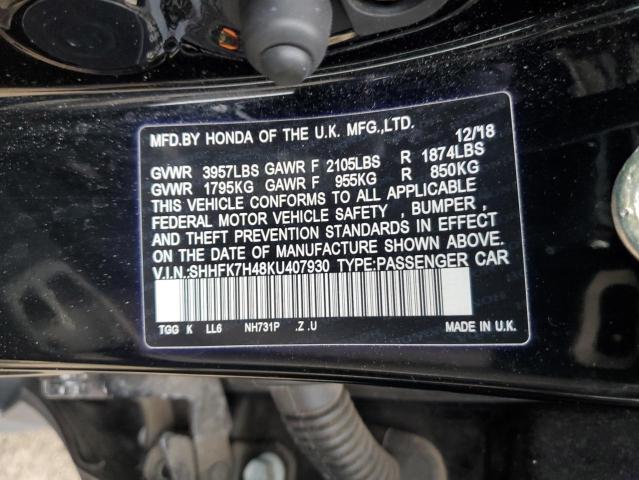 MFD.BY HONDA OF THE U.K. MFG.,LTD. 12/18
GVWR 3957LBS GAWR F 2105LBS R 1874LBS
GVWR 1795KG GAWR F 955KG R 850KG
THIS VEHICLE CONFORMS TO ALL APPLICABLE
FEDERAL MOTOR VEHICLE SAFETY , BUMPER ,
AND THEFT PREVENTION STANDARDS IN EFFECT
ON THE DATE OF MANUFACTURE SHOWN ABOVE.
V.I.N.:SHHFK7H48KU407930 TYPE:PASSENGER CAR
TGG K LL6 NH731P .Z .U MADE IN U.K.